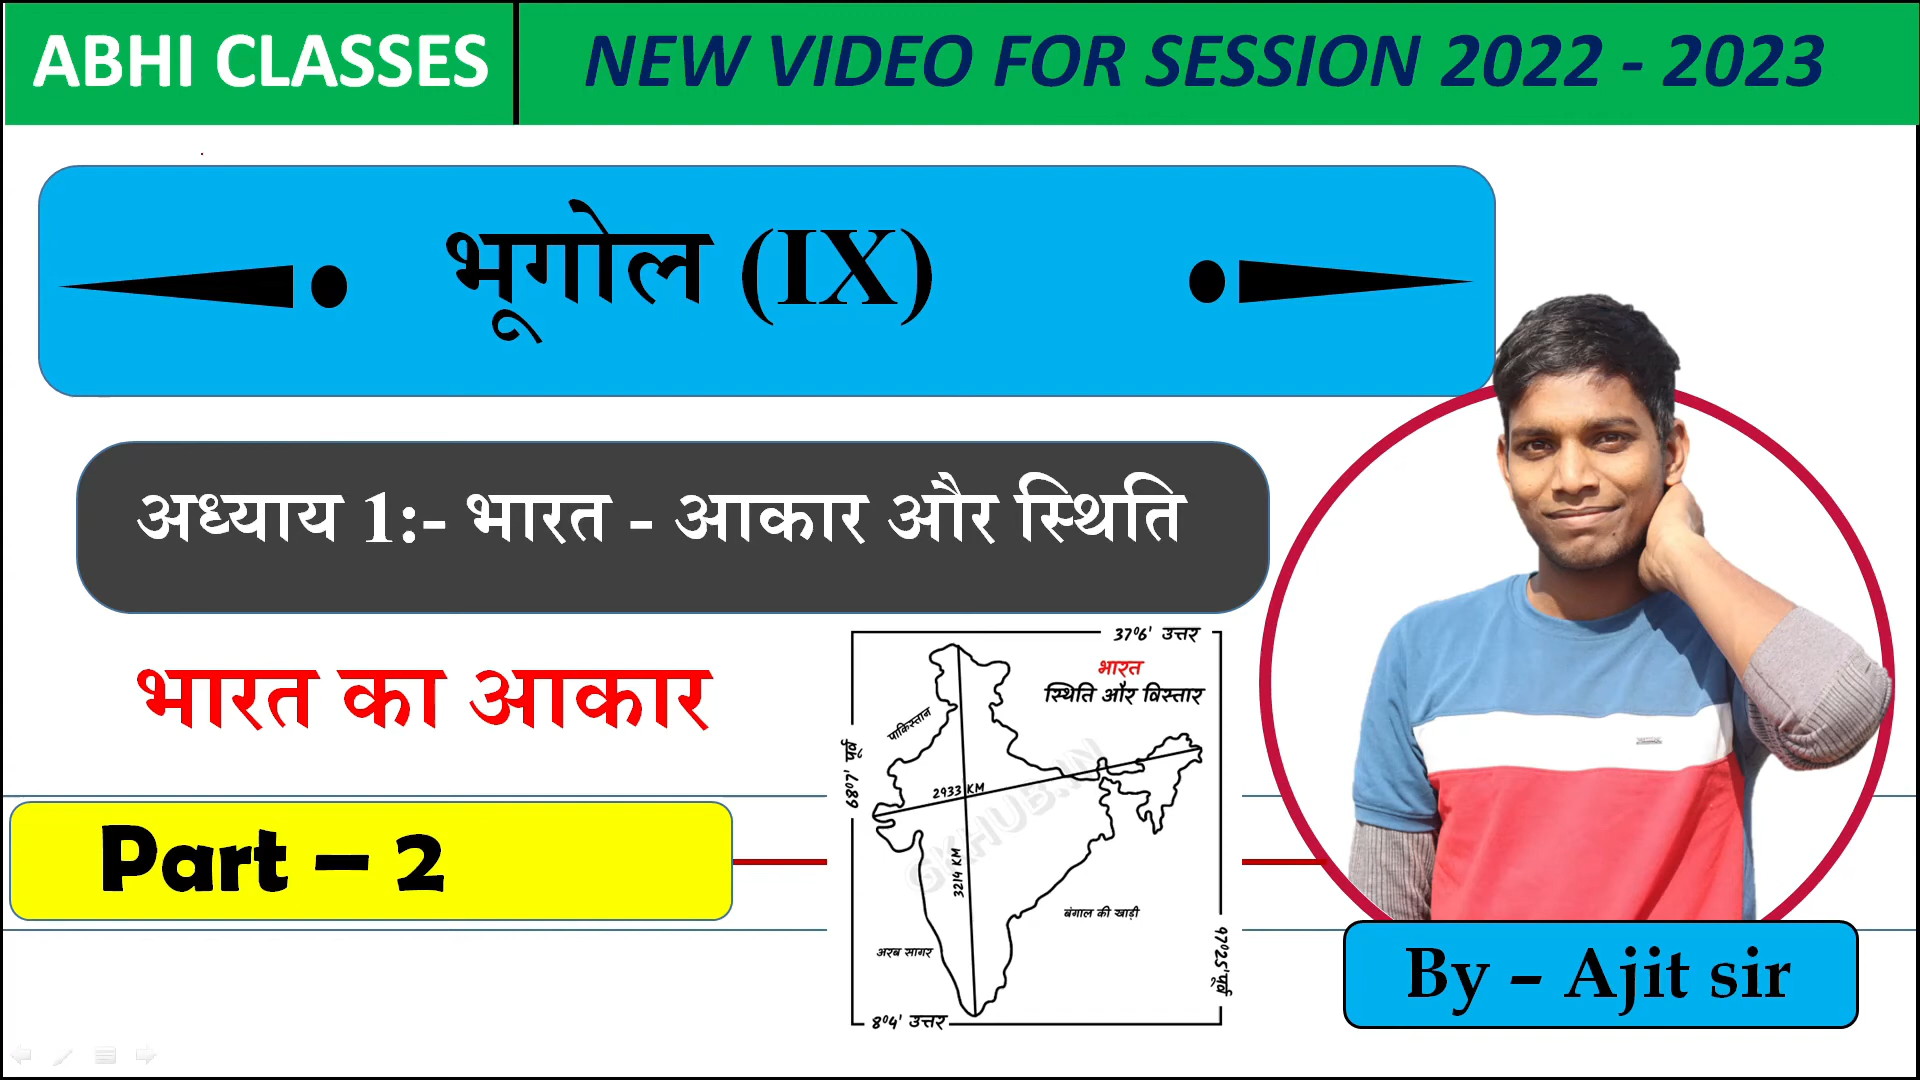 ABHI CLASSES
NEW VIDEO FOR SESSION 2022 - 2023
भूगोल (IX)
अध्याय 1:- भारत - आकार और स्थिति
भारत का आकार
Part – 2
37°6' उत्तर
भारत
स्थिति और विस्तार
पाकिस्तान
68°7' पूर्व
2933 KM
GKHUB.IN
3214 KM
बंगाल की खाड़ी
अरब सागर
97°25' पूर्व
8°4' उत्तर
By – Ajit sir